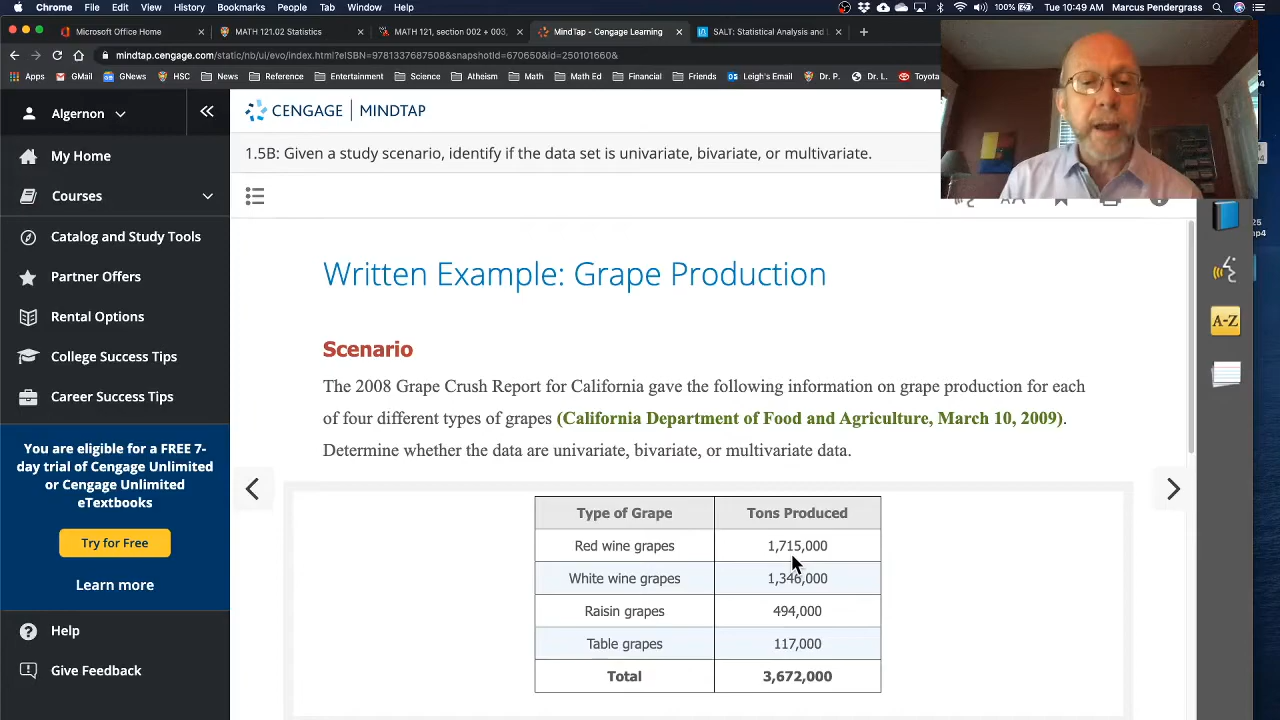 Chrome File Edit View History Bookmarks People Tab Window Help 100% Tue 10:49 AM Marcus Pendergrass
Microsoft Office Home MATH 121.02 Statistics MATH 121, section 002 + 003, MindTap - Cengage Learning SALT: Statistical Analysis and
mindtap.cengage.com/static/nb/ui/evo/index.html?eISBN=9781337687508&snapshotId=670650&id=250101660&
Apps GMail GNews HSC News Reference Entertainment Science Atheism Math Math Ed Financial Friends Leigh's Email Dr. P. Dr. L. Toyota
Algernon
CENGAGE | MINDTAP
1.5B: Given a study scenario, identify if the data set is univariate, bivariate, or multivariate.
My Home
Courses
Catalog and Study Tools
Partner Offers
Rental Options
College Success Tips
Career Success Tips
You are eligible for a FREE 7-
day trial of Cengage Unlimited
or Cengage Unlimited
eTextbooks
Try for Free
Learn more
Help
Give Feedback
Written Example: Grape Production
Scenario
The 2008 Grape Crush Report for California gave the following information on grape production for each
of four different types of grapes (California Department of Food and Agriculture, March 10, 2009).
Determine whether the data are univariate, bivariate, or multivariate data.
Type of Grape Tons Produced
Red wine grapes 1,715,000
White wine grapes 1,346,000
Raisin grapes 494,000
Table grapes 117,000
Total 3,672,000
A-Z